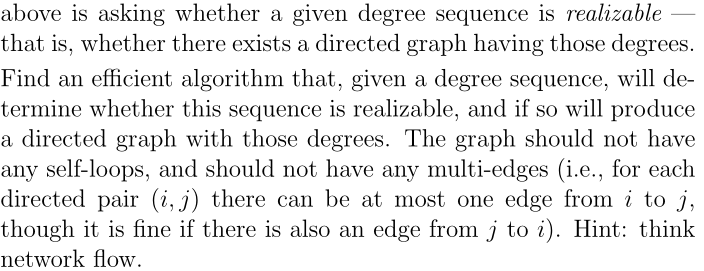 above is asking whether a given degree sequence is realizable —
that is, whether there exists a directed graph having those degrees.
Find an efficient algorithm that, given a degree sequence, will de-
termine whether this sequence is realizable, and if so will produce
a directed graph with those degrees. The graph should not have
any self-loops, and should not have any multi-edges (i.e., for each
directed pair (i, j) there can be at most one edge from i to j,
though it is fine if there is also an edge from j to i). Hint: think
network flow.